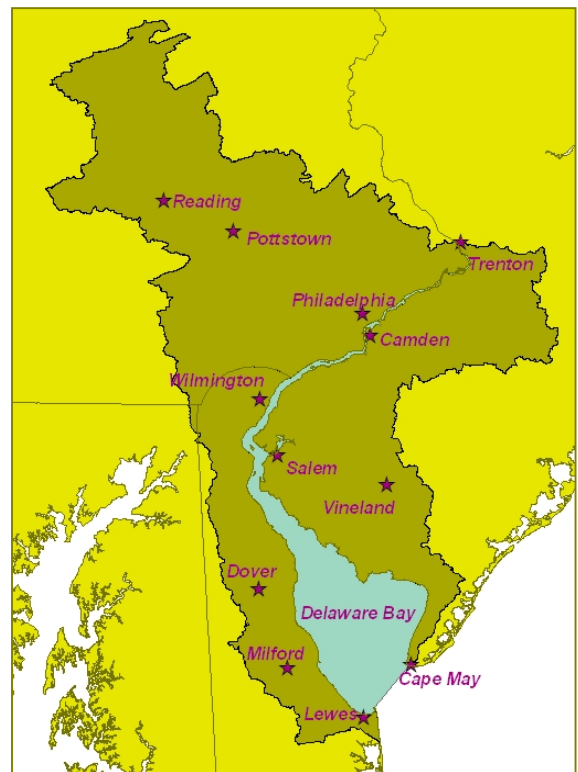 Reading
Pottstown
Trenton
Philadelphia
Camden
Wilmington
Salem
Vineland
Dover
Delaware Bay
Milford
Cape May
Lewes